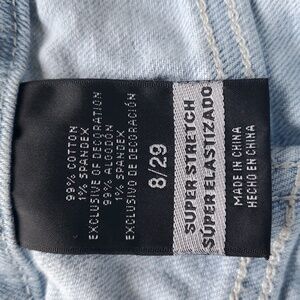 99% COTTON
1% SPANDEX
EXCLUSIVE OF DECORATION
99% ALGODÓN
1% SPANDEX
EXCLUSIVO DE DECORACIÓN
8/29
SUPER STRETCH
SÚPER ELASTIZADO
MADE IN CHINA
HECHO EN CHINA